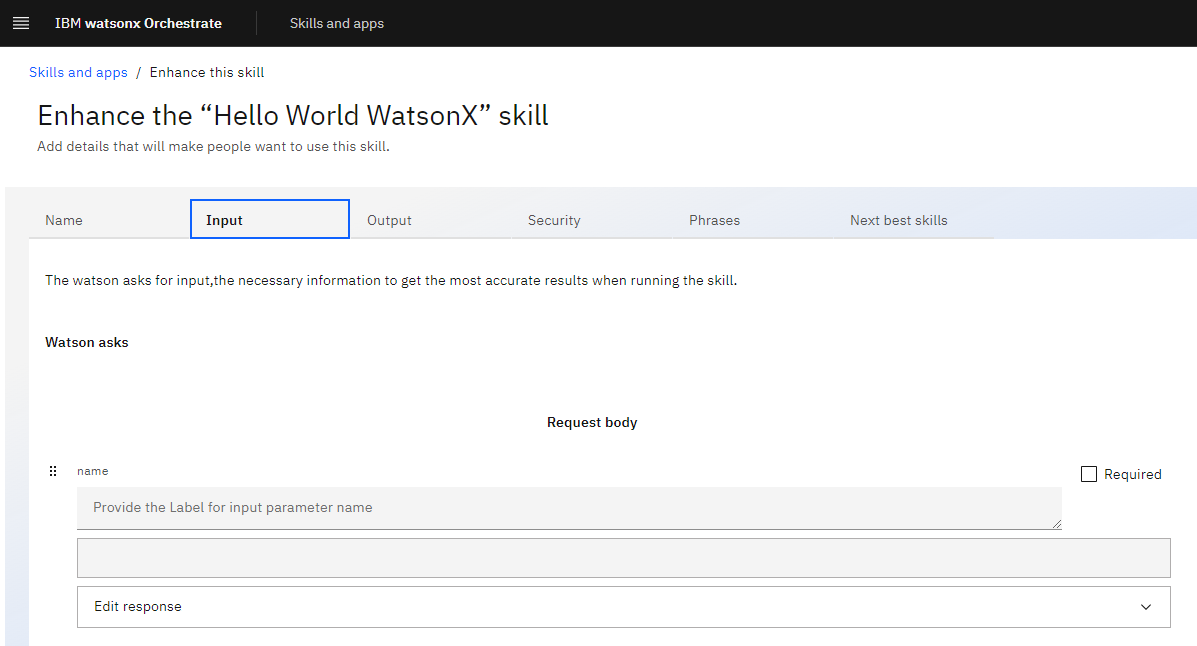 IBM watsonx Orchestrate Skills and apps
Skills and apps / Enhance this skill
Enhance the “Hello World WatsonX” skill
Add details that will make people want to use this skill.
Name Input Output Security Phrases Next best skills
The watson asks for input,the necessary information to get the most accurate results when running the skill.
Watson asks
Request body
name
Required
Provide the Label for input parameter name
Edit response